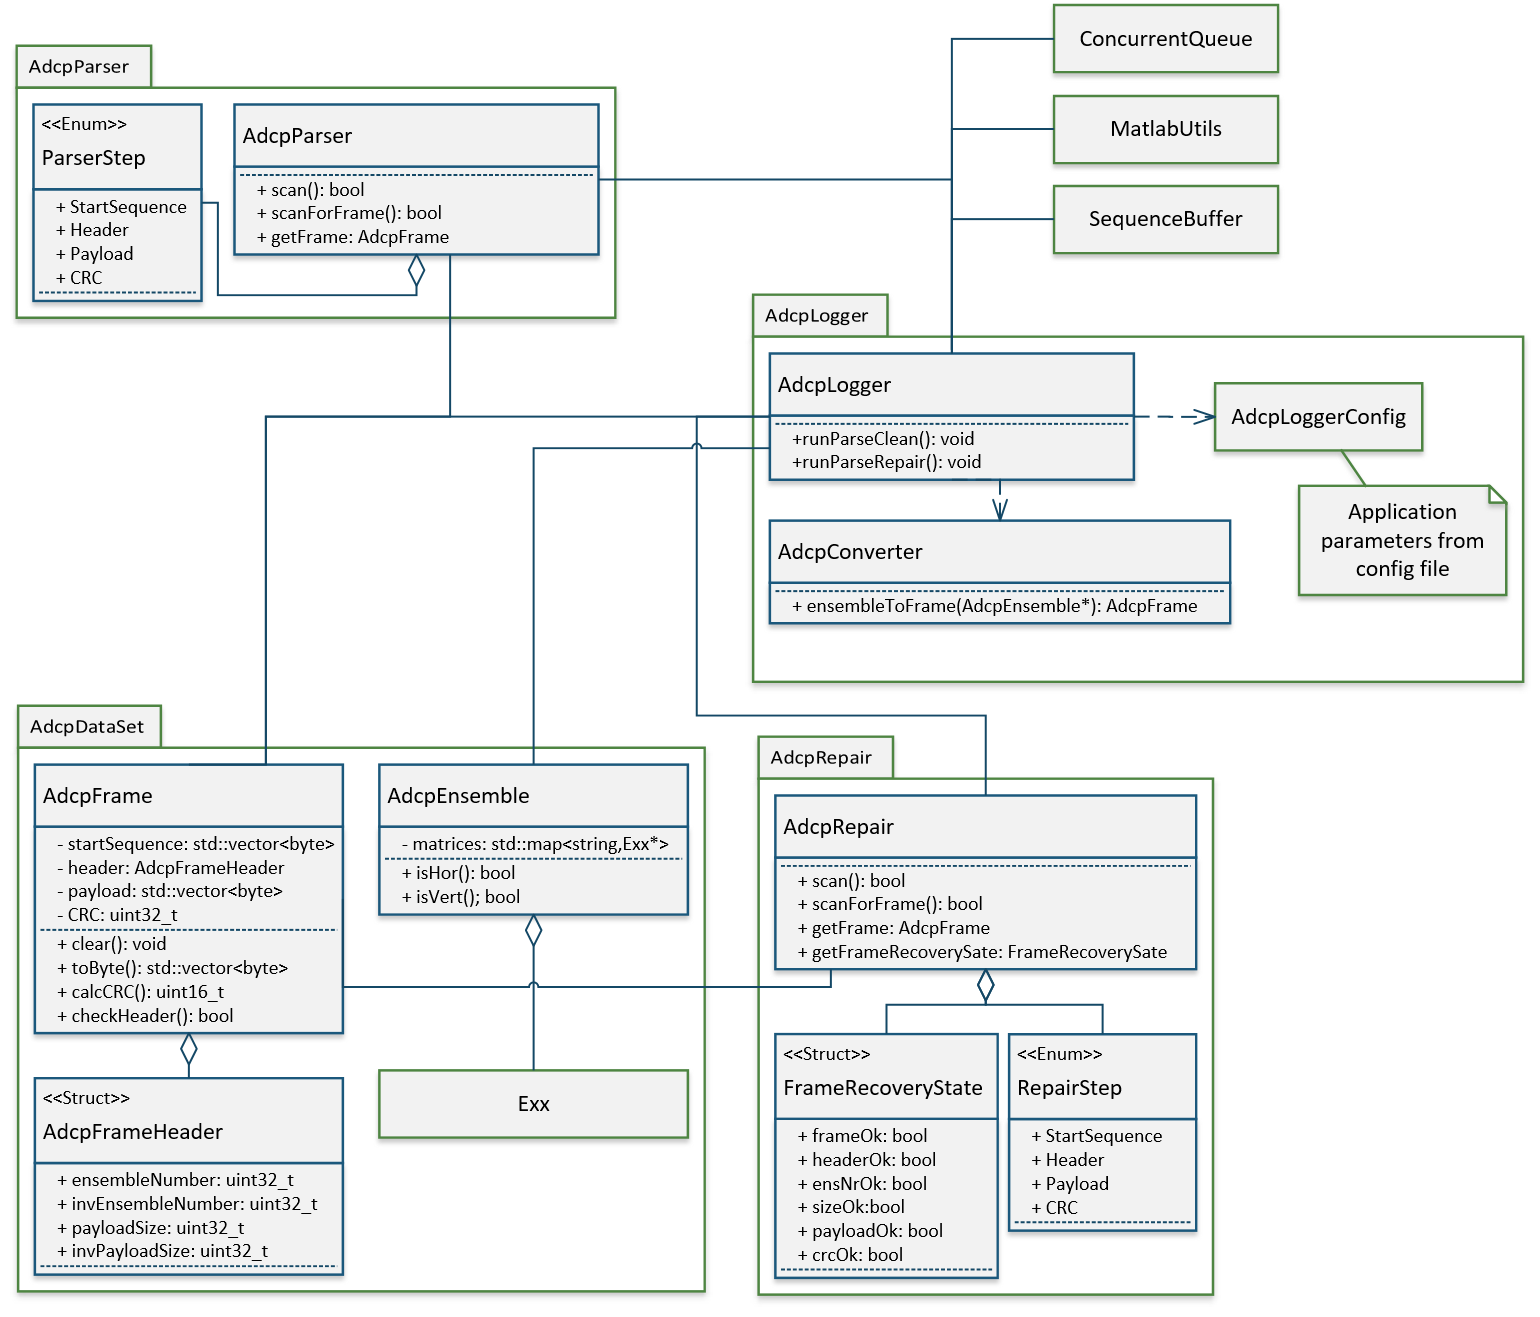 AdcpParser
<<Enum>>
ParserStep
+ StartSequence
+ Header
+ Payload
+ CRC
AdcpParser
+ scan(): bool
+ scanForFrame(): bool
+ getFrame: AdcpFrame
ConcurrentQueue
MatlabUtils
SequenceBuffer
AdcpLogger
AdcpLogger
+runParseClean(): void
+runParseRepair(): void
AdcpLoggerConfig
Application
parameters from
config file
AdcpConverter
+ ensembleToFrame(AdcpEnsemble*): AdcpFrame
AdcpDataSet
AdcpFrame
- startSequence: std::vector<byte>
- header: AdcpFrameHeader
- payload: std::vector<byte>
- CRC: uint32_t
+ clear(): void
+ toByte(): std::vector<byte>
+ calcCRC(): uint16_t
+ checkHeader(): bool
AdcpEnsemble
- matrices: std::map<string,Exx*>
+ isHor(): bool
+ isVert(); bool
<<Struct>>
AdcpFrameHeader
+ ensembleNumber: uint32_t
+ invEnsembleNumber: uint32_t
+ payloadSize: uint32_t
+ invPayloadSize: uint32_t
Exx
AdcpRepair
AdcpRepair
+ scan(): bool
+ scanForFrame(): bool
+ getFrame: AdcpFrame
+ getFrameRecoverySate: FrameRecoverySate
<<Struct>>
FrameRecoveryState
+ frameOk: bool
+ headerOk: bool
+ ensNrOk: bool
+ sizeOk:bool
+ payloadOk: bool
+ crcOk: bool
<<Enum>>
RepairStep
+ StartSequence
+ Header
+ Payload
+ CRC